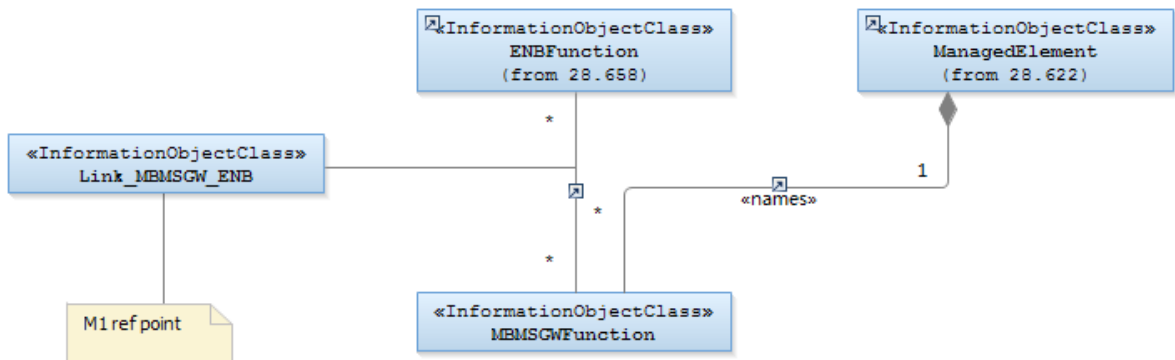 «InformationObjectClass»
ENBFunction
(from 28.658)
«InformationObjectClass»
ManagedElement
(from 28.622)
*
«InformationObjectClass»
Link_MBMSGW_ENB
1
«names»
*
*
M1 ref point
«InformationObjectClass»
MBMSGWFunction